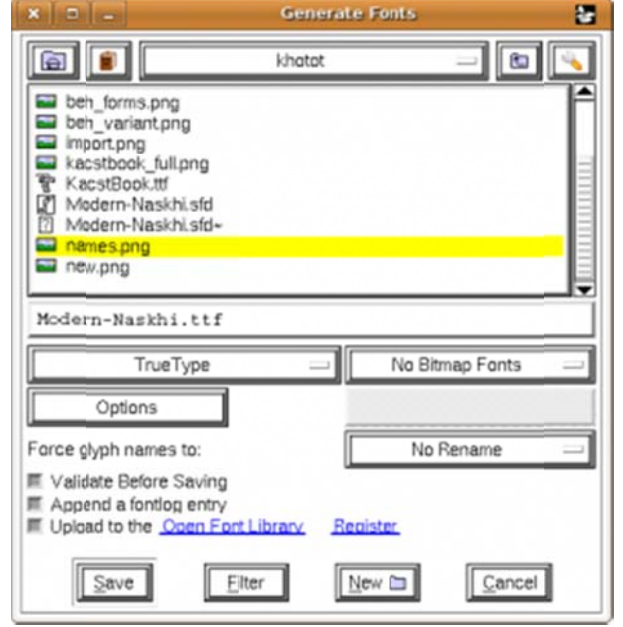 Generate Fonts
khotot
beh_forms.png
beh_variant.png
import.png
kacstbook_full.png
KacstBook.ttf
Modern-Naskhi.sfd
Modern-Naskhi.sfd~
names.png
new.png
Modern-Naskhi.ttf
TrueType No Bitmap Fonts
Options
Force glyph names to: No Rename
Validate Before Saving
Append a fontlog entry
Upload to the Open Font Library Register
Save Filter New Cancel